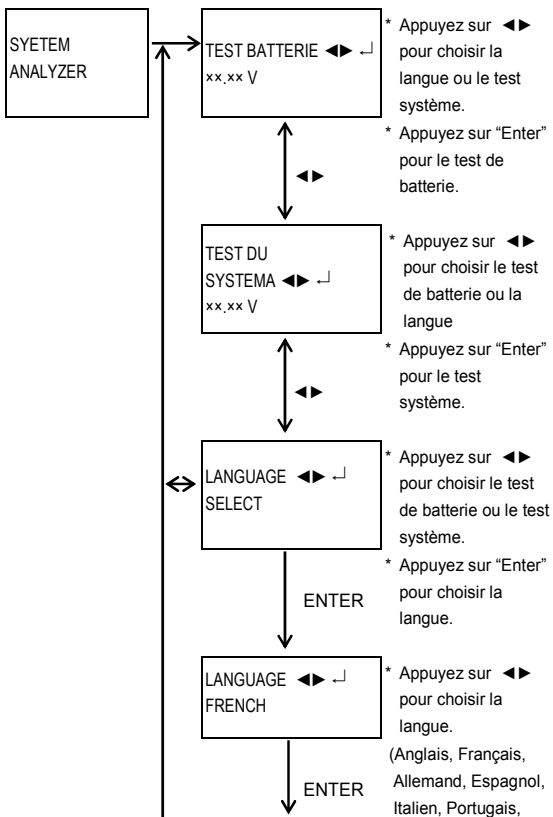 SYETEM
ANALYZER
TEST BATTERIE ◄► ↵
××.×× V
* Appuyez sur ◄►
pour choisir la
langue ou le test
système.
* Appuyez sur “Enter”
pour le test de
batterie.
◄►
TEST DU
SYSTEMA ◄► ↵
××.×× V
* Appuyez sur ◄►
pour choisir le test
de batterie ou la
langue
* Appuyez sur “Enter”
pour le test
système.
◄►
LANGUAGE ◄► ↵
SELECT
* Appuyez sur ◄►
pour choisir le test
de batterie ou le test
système.
* Appuyez sur “Enter”
pour choisir la
langue.
ENTER
LANGUAGE ◄► ↵
FRENCH
* Appuyez sur ◄►
pour choisir la
langue.
(Anglais, Français,
Allemand, Espagnol,
Italien, Portugais,
ENTER